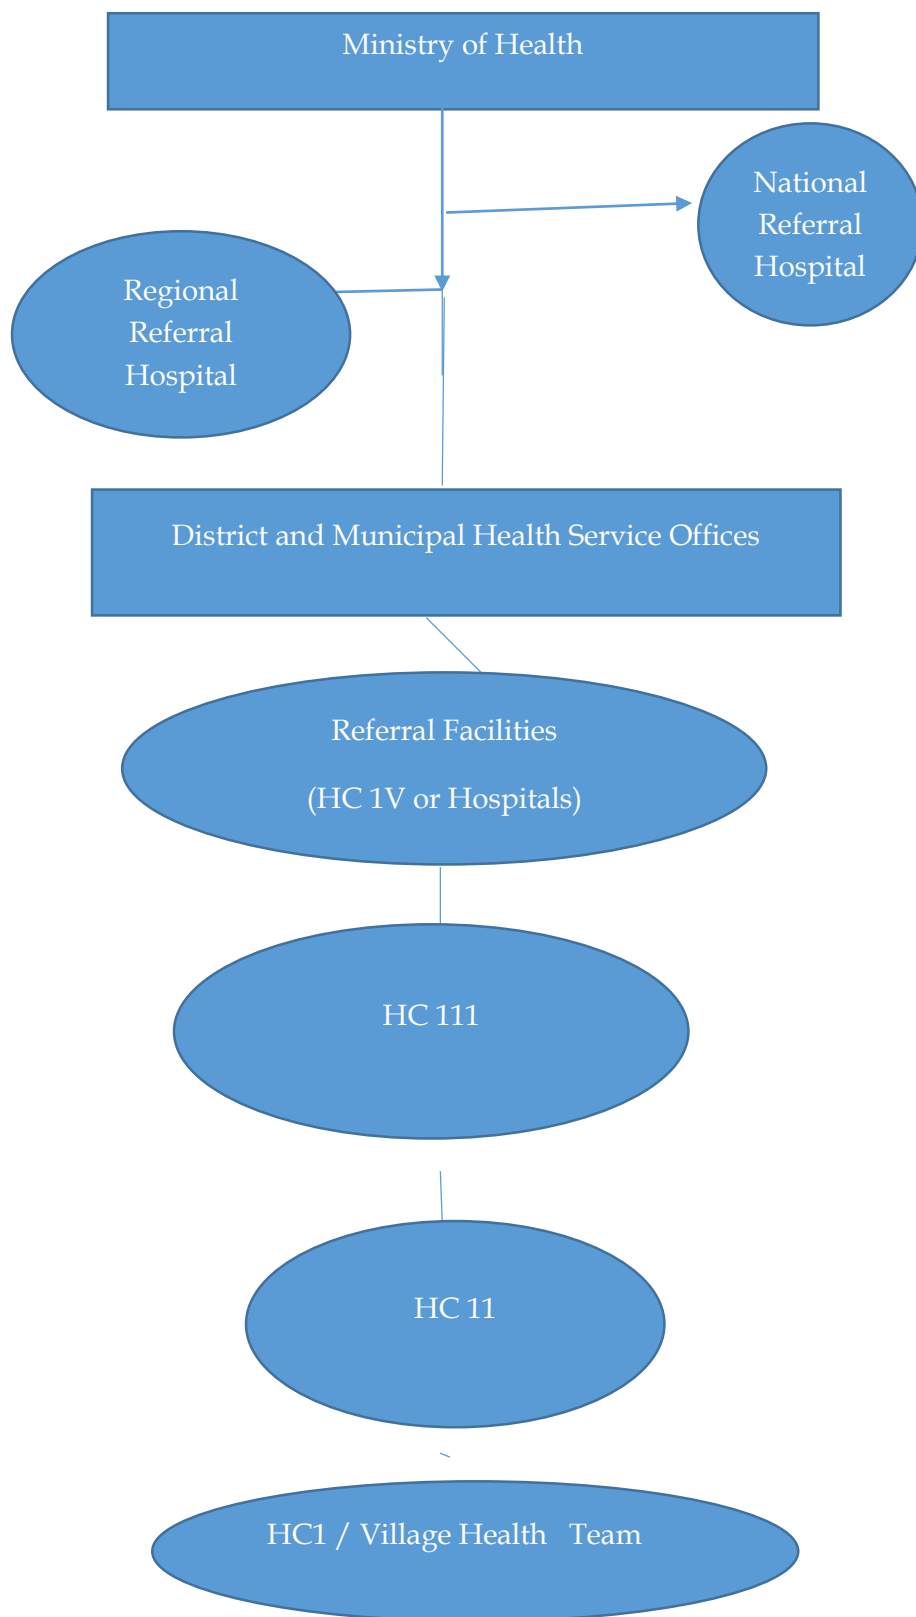 Ministry of Health
National
Referral
Hospital
Regional
Referral
Hospital
District and Municipal Health Service Offices
Referral Facilities
(HC 1V or Hospitals)
HC 111
HC 11
HC1 / Village Health Team